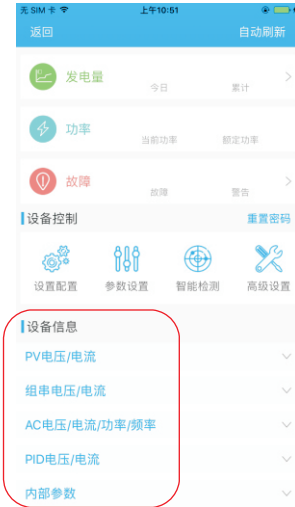 无 SIM 卡 上午10:51
返回 自动刷新
发电量 今日 累计
功率 当前功率 额定功率
故障 故障 警告
设备控制 重置密码
设置配置 参数设置 智能检测 高级设置
设备信息
PV电压/电流
组串电压/电流
AC电压/电流/功率/频率
PID电压/电流
内部参数